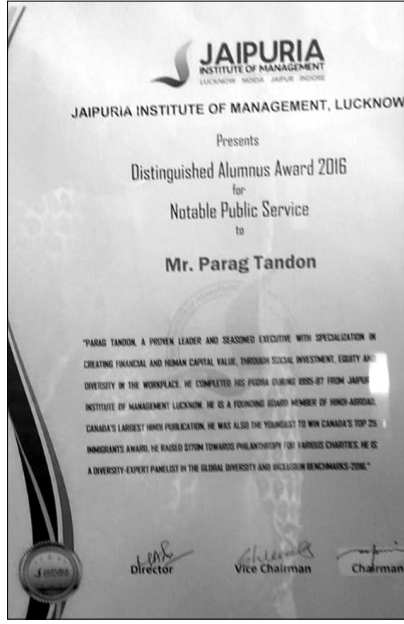 JAIPURIA
INSTITUTE OF MANAGEMENT
LUCKNOW NOIDA JAIPUR INDORE
JAIPURIA INSTITUTE OF MANAGEMENT, LUCKNOW
Presents
Distinguished Alumnus Award 2016
for
Notable Public Service
to
Mr. Parag Tandon
"PARAG TANDON, A PROVEN LEADER AND SEASONED EXECUTIVE WITH SPECIALIZATION IN
CREATING FINANCIAL AND HUMAN CAPITAL VALUE, THROUGH SOCIAL INVESTMENT, EQUITY AND
DIVERSITY IN THE WORKPLACE. HE COMPLETED HIS DURING FROM
INSTITUTE OF MANAGEMENT LUCKNOW. HE IS A FOUNDING BOARD MEMBER OF HINDI-ABROAD,
CANADA'S LARGEST HINDI PUBLICATION. HE WAS ALSO THE YOUNGEST TO WIN CANADA'S TOP 25
IMMIGRANTS AWARD. HE RAISED TOWARDS PHILANTHROPY FOR VARIOUS CHARITIES. HE IS
A DIVERSITY-EXPERT PANELIST IN THE GLOBAL DIVERSITY AND INCLUSION BENCHMARKS-2016."
Director Vice Chairman Chairman
JAIPURIA